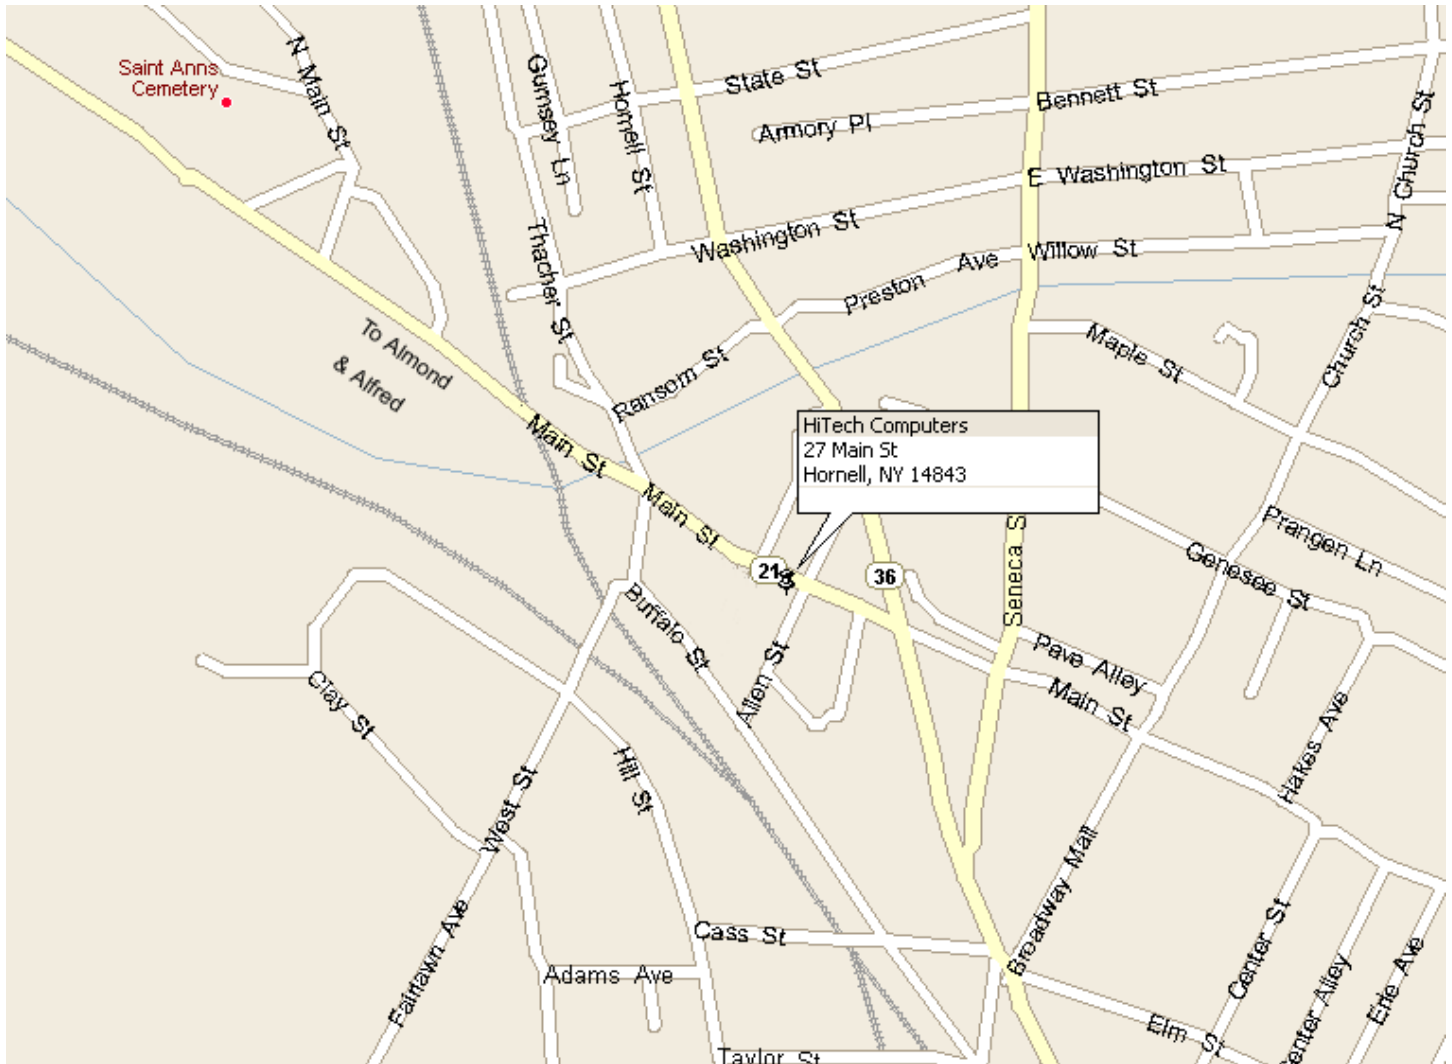 Saint Anns
Cemetery
N Main St
Gumsey Ln
Hornell St
State St
Armory Pl
Bennett St
E Washington St
N Church St
Thacher St
Washington St
Preston Ave
Willow St
To Almond
& Alfred
Ransom St
Maple St
Church St
Main St
HiTech Computers
27 Main St
Hornell, NY 14843
Main St
21
36
Seneca S
Prangen Ln
Genesee St
Buffalo St
Pave Alley
Allen St
Main St
Clay St
Hill St
Hakes Ave
West St
Broadway Mall
Fairlawn Ave
Cass St
Adams Ave
Center St
Center Alley
Erie Ave
Elm St
Taylor St